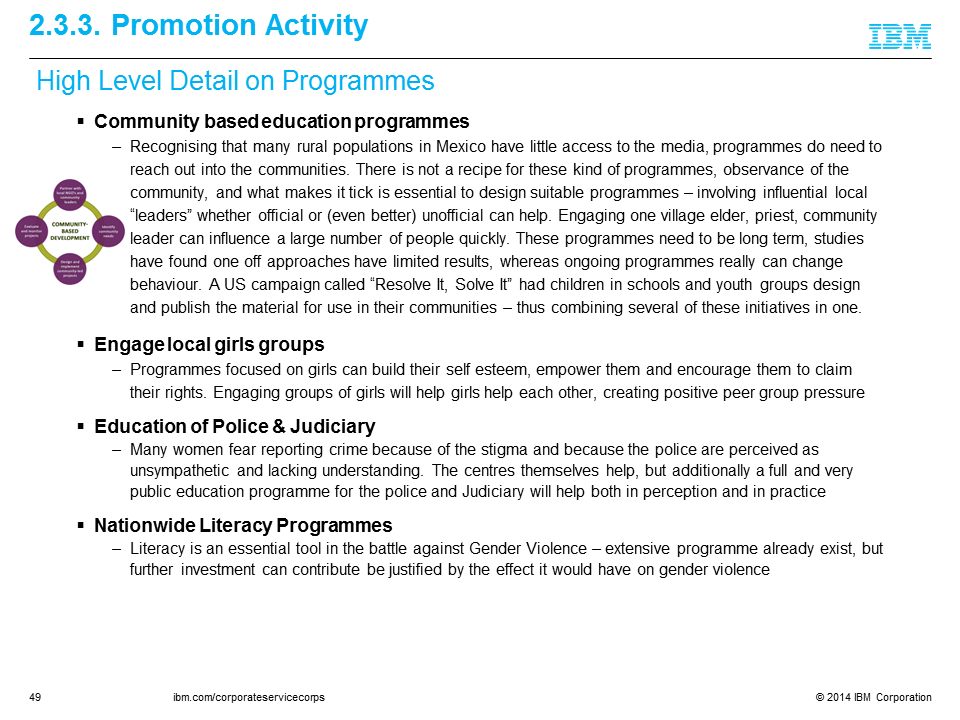 2.3.3. Promotion Activity
IBM
High Level Detail on Programmes
▪ Community based education programmes
– Recognising that many rural populations in Mexico have little access to the media, programmes do need to
reach out into the communities. There is not a recipe for these kind of programmes, observance of the
community, and what makes it tick is essential to design suitable programmes – involving influential local
“leaders” whether official or (even better) unofficial can help. Engaging one village elder, priest, community
leader can influence a large number of people quickly. These programmes need to be long term, studies
have found one off approaches have limited results, whereas ongoing programmes really can change
behaviour. A US campaign called “Resolve It, Solve It” had children in schools and youth groups design
and publish the material for use in their communities – thus combining several of these initiatives in one.
Partner with
local NGO's and
community
leaders
Evaluate
and monitor
projects
COMMUNITY-
BASED
DEVELOPMENT
Identify
community
needs
Design and
implement
community-led
projects
▪ Engage local girls groups
– Programmes focused on girls can build their self esteem, empower them and encourage them to claim
their rights. Engaging groups of girls will help girls help each other, creating positive peer group pressure
▪ Education of Police & Judiciary
– Many women fear reporting crime because of the stigma and because the police are perceived as
unsympathetic and lacking understanding. The centres themselves help, but additionally a full and very
public education programme for the police and Judiciary will help both in perception and in practice
▪ Nationwide Literacy Programmes
– Literacy is an essential tool in the battle against Gender Violence – extensive programme already exist, but
further investment can contribute be justified by the effect it would have on gender violence
49
ibm.com/corporateservicecorps
© 2014 IBM Corporation